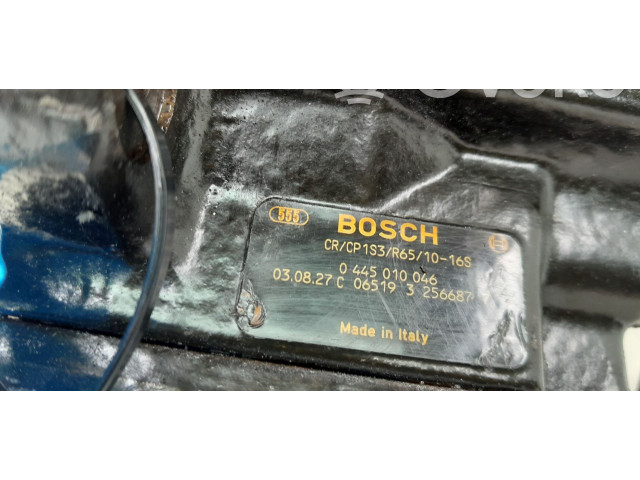 555 BOSCH
CR/CP1S3/R65/10-16S
0 445 010 046
03.08.27 C 06519 3 256687
Made in Italy